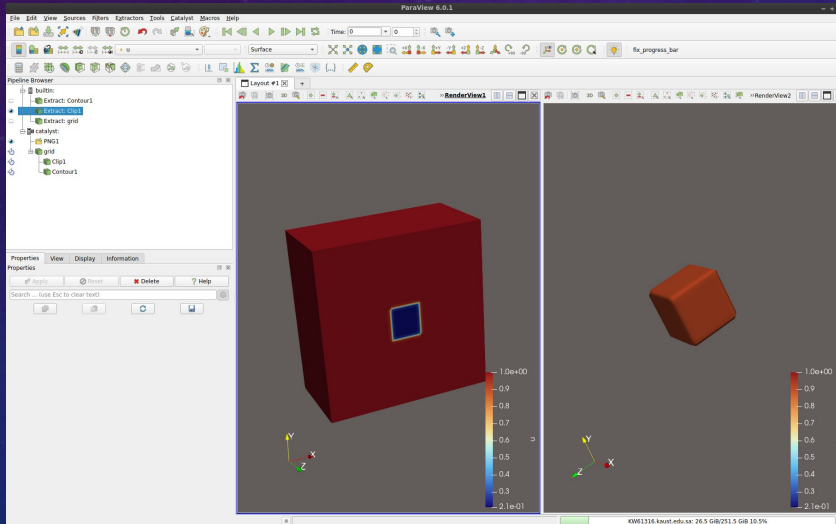 ParaView 6.0.1
File Edit View Sources Filters Extractors Tools Catalyst Macros Help
Time: 0 0
u Surface fix_progress_bar
Pipeline Browser
builtin:
Extract: Contour1
Extract: Clip1
Extract: grid
catalyst:
PNG1
grid
Clip1
Contour1
Properties View Display Information
Properties
Apply Reset Delete ? Help
Search ... (use Esc to clear text)
Layout #1 +
3D »RenderView1
3D »RenderView2
1.0e+00
0.9
0.8
0.7
0.6
0.5
0.4
0.3
2.1e-01
u
Y
X
Z
1.0e+00
0.9
0.8
0.7
0.6
0.5
0.4
0.3
2.1e-01
Y
X
Z
KW61316.kaust.edu.sa: 26.5 GiB/251.5 GiB 10.5%